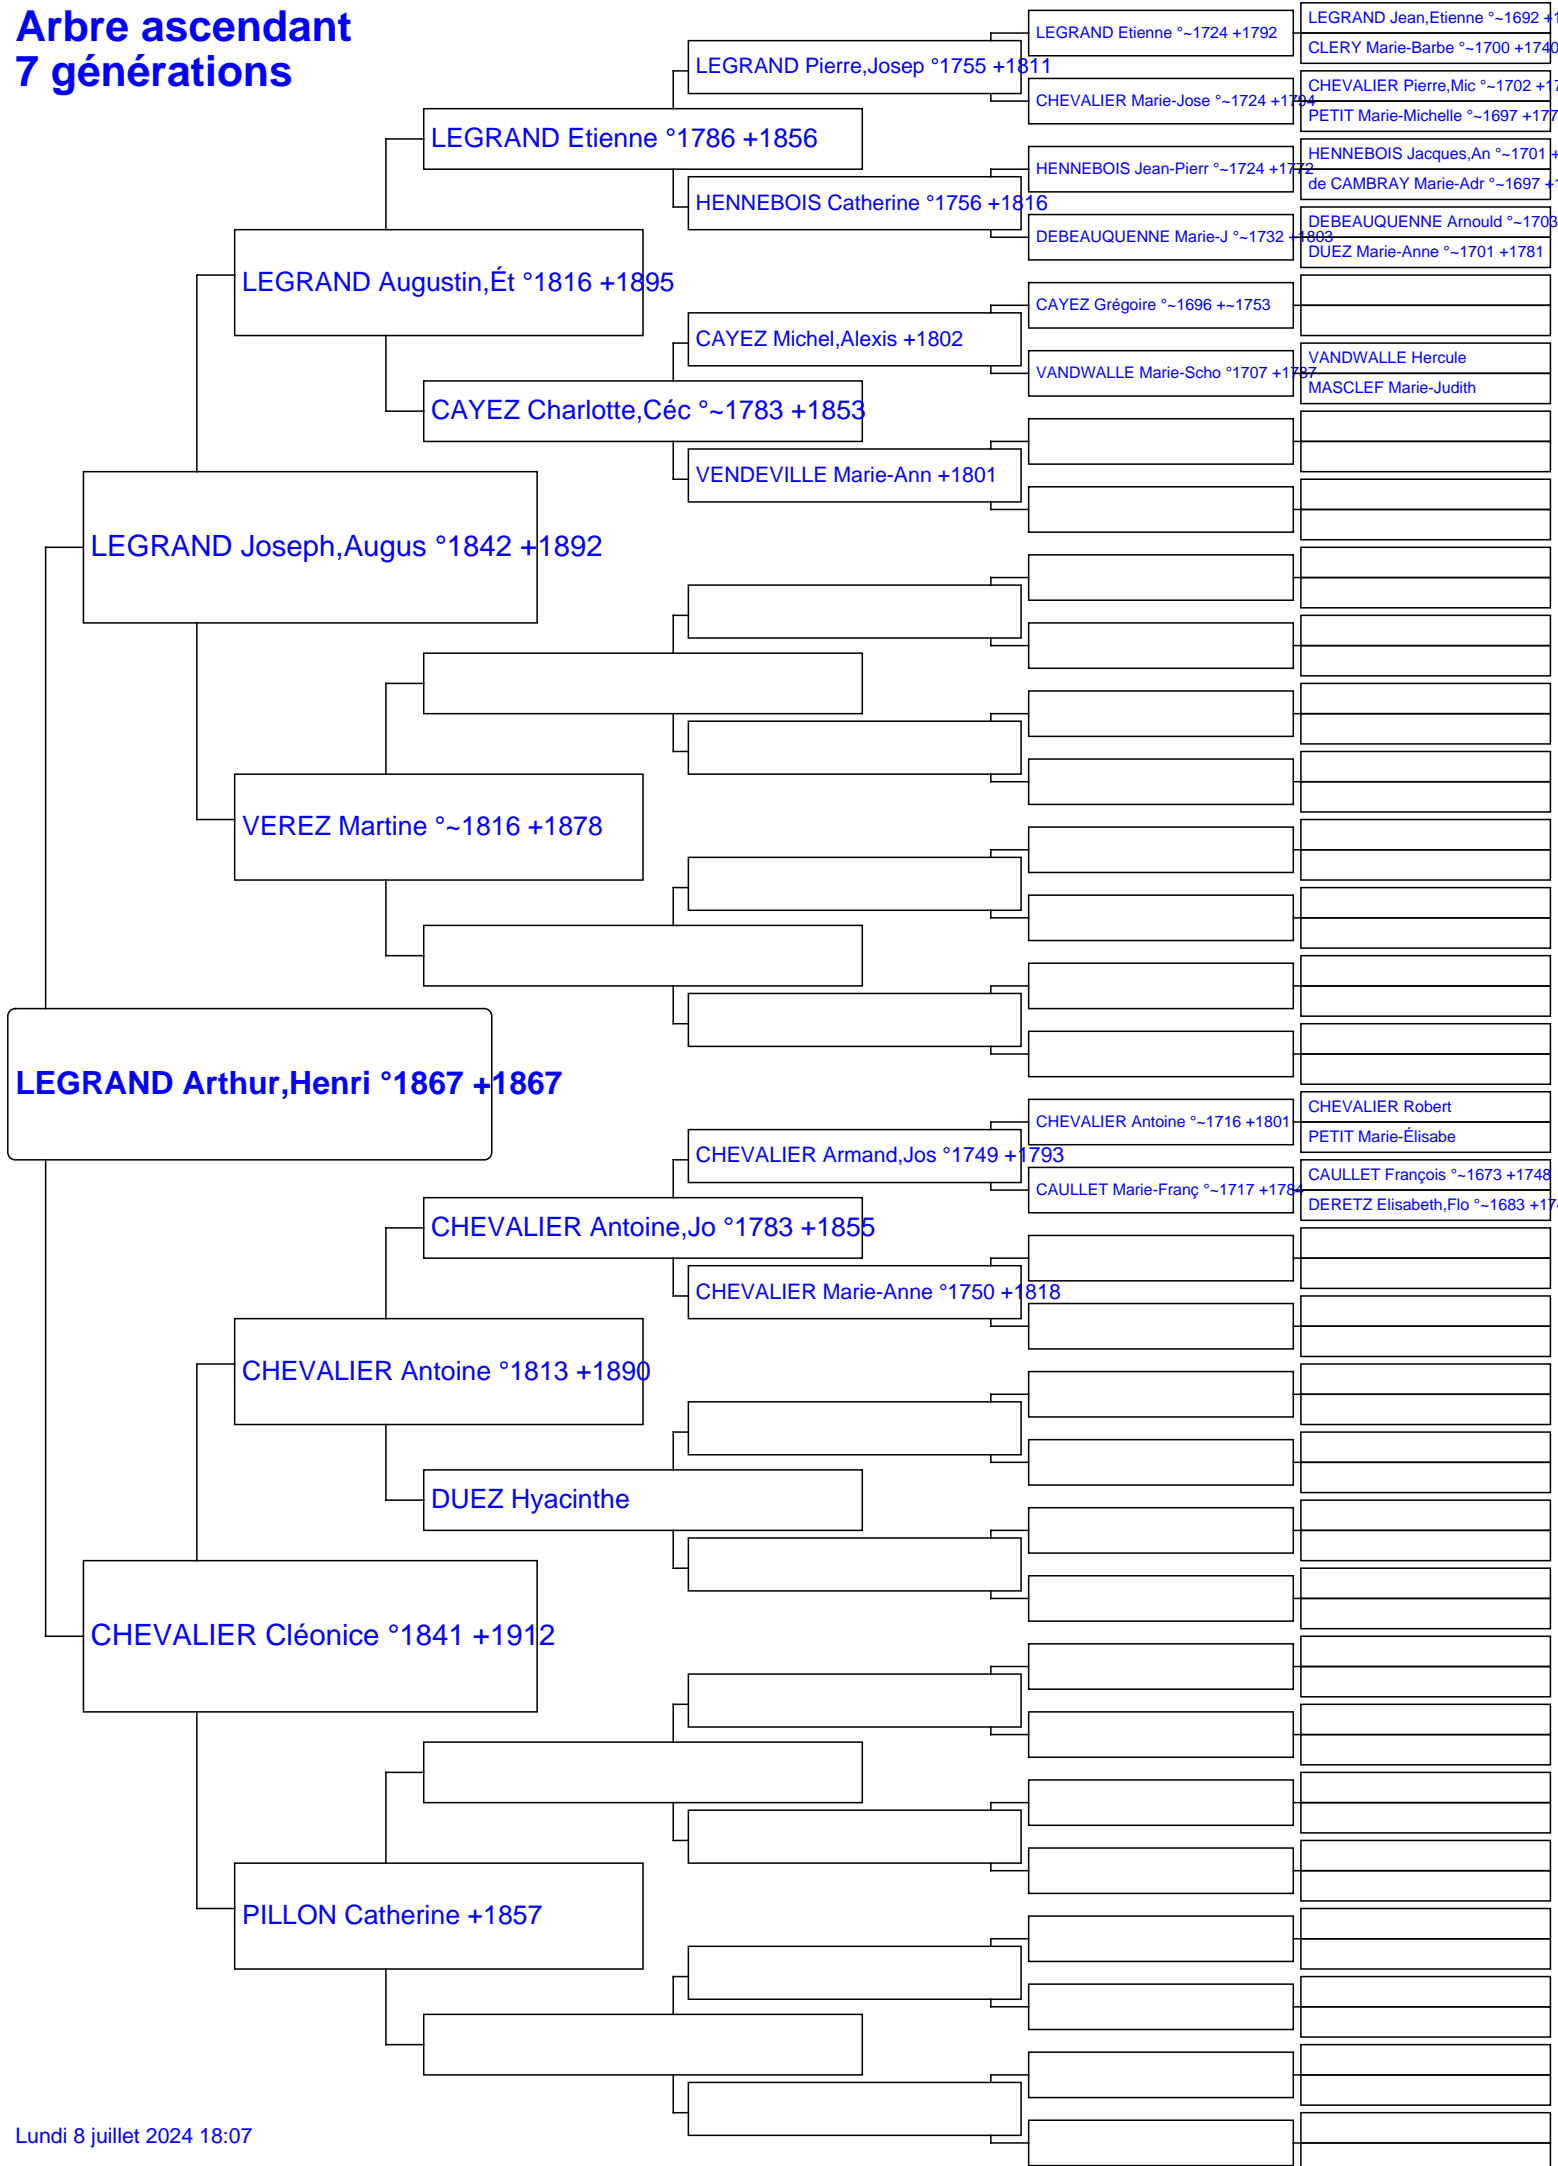 Arbre ascendant
7 générations
LEGRAND Arthur,Henri °1867 +1867
LEGRAND Joseph,Augus °1842 +1892
CHEVALIER Cléonice °1841 +1912
LEGRAND Augustin,Ét °1816 +1895
VEREZ Martine °~1816 +1878
CHEVALIER Antoine °1813 +1890
PILLON Catherine +1857
LEGRAND Etienne °1786 +1856
CAYEZ Charlotte,Céc °~1783 +1853
CHEVALIER Antoine,Jo °1783 +1855
DUEZ Hyacinthe
LEGRAND Pierre,Josep °1755 +1811
HENNEBOIS Catherine °1756 +1816
CAYEZ Michel,Alexis +1802
VENDEVILLE Marie-Ann +1801
CHEVALIER Armand,Jos °1749 +1793
CHEVALIER Marie-Anne °1750 +1818
LEGRAND Etienne °~1724 +1792
CHEVALIER Marie-Jose °~1724 +1794
HENNEBOIS Jean-Pierr °~1724 +1772
DEBEAUQUENNE Marie-J °~1732 +1803
CAYEZ Grégoire °~1696 +~1753
VANDWALLE Marie-Scho °1707 +1787
CHEVALIER Antoine °~1716 +1801
CAULLET Marie-Franç °~1717 +1784
LEGRAND Jean,Etienne °~1692
CLERY Marie-Barbe °~1700 +1740
CHEVALIER Pierre,Mic °~1702
PETIT Marie-Michelle °~1697
HENNEBOIS Jacques,An °~1701
de CAMBRAY Marie-Adr °~1697
DEBEAUQUENNE Arnould °~1703
DUEZ Marie-Anne °~1701 +1781
VANDWALLE Hercule
MASCLEF Marie-Judith
CHEVALIER Robert
PETIT Marie-Élisabe
CAULLET François °~1673 +1748
DERETZ Elisabeth,Flo °~1683
Lundi 8 juillet 2024 18:07